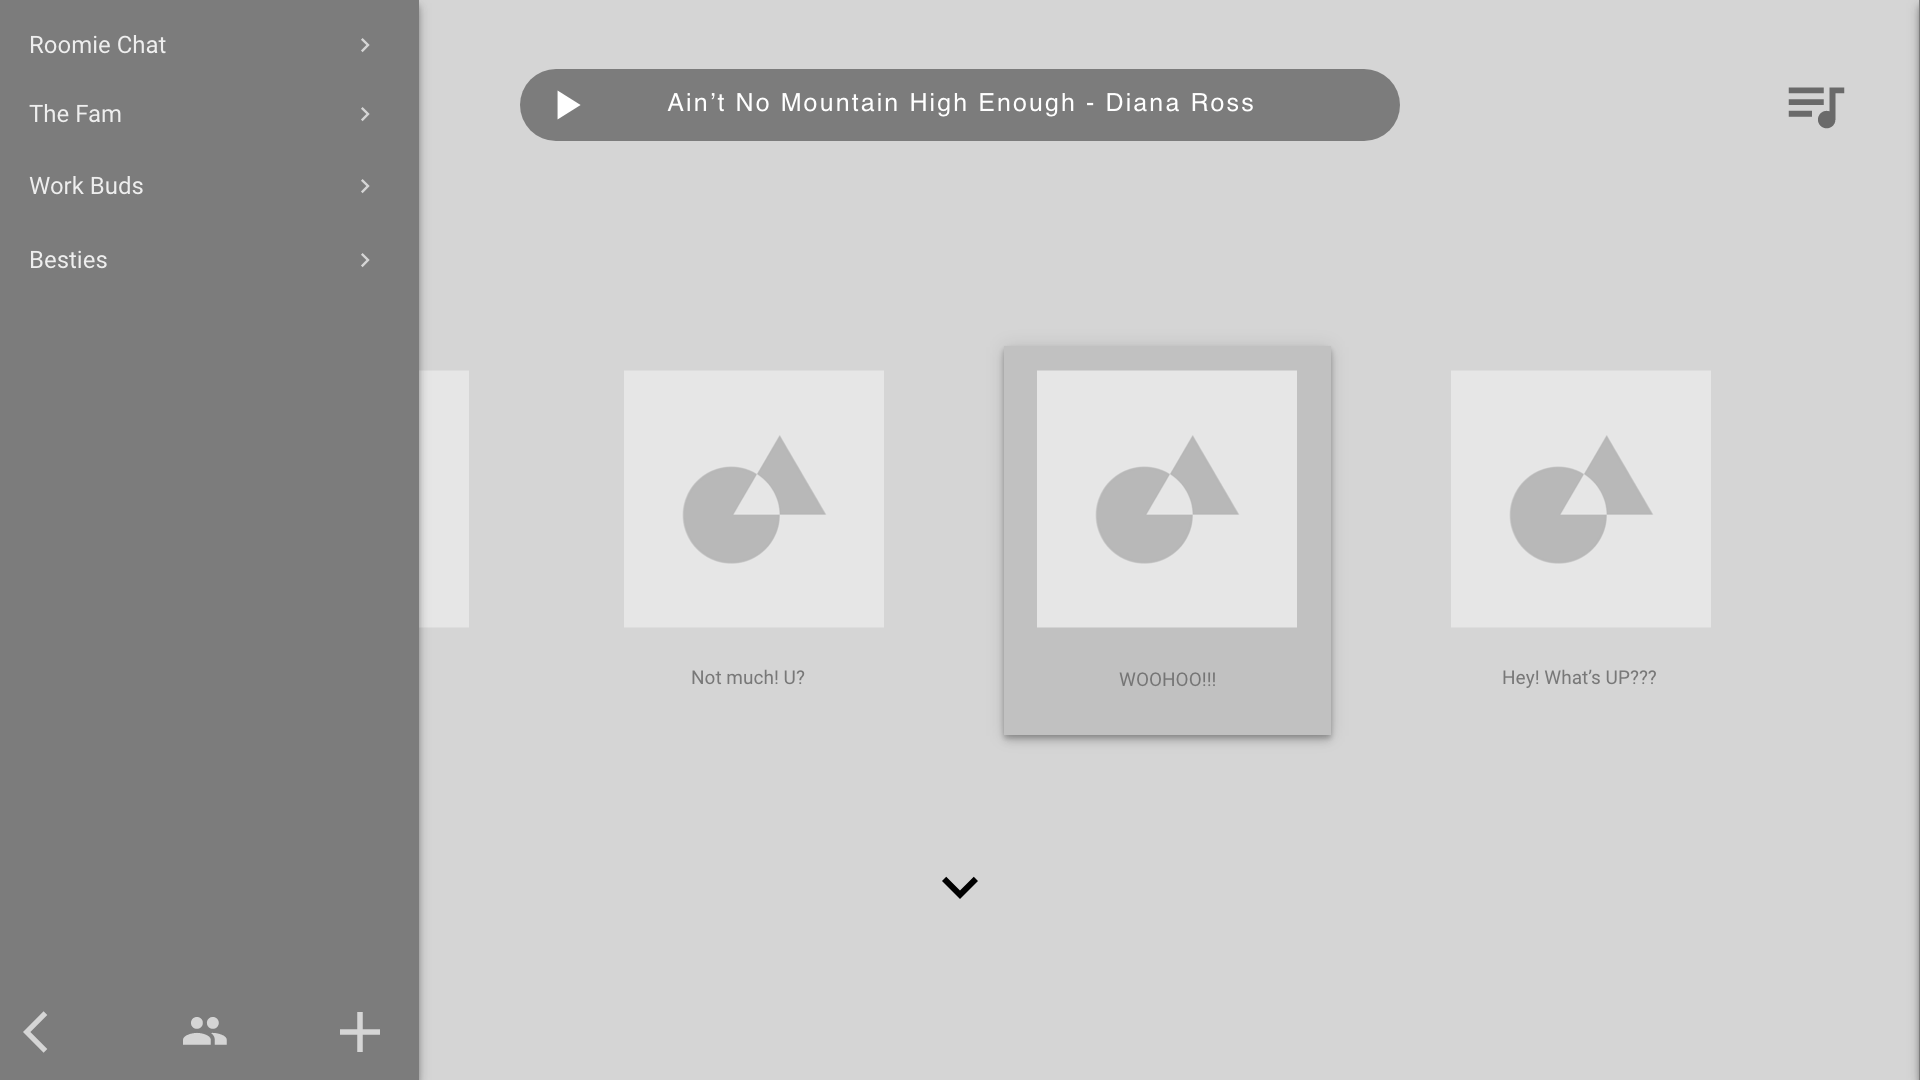 Roomie Chat
The Fam
Work Buds
Besties
Ain’t No Mountain High Enough - Diana Ross
Not much! U?
WOOHOO!!!
Hey! What’s UP???